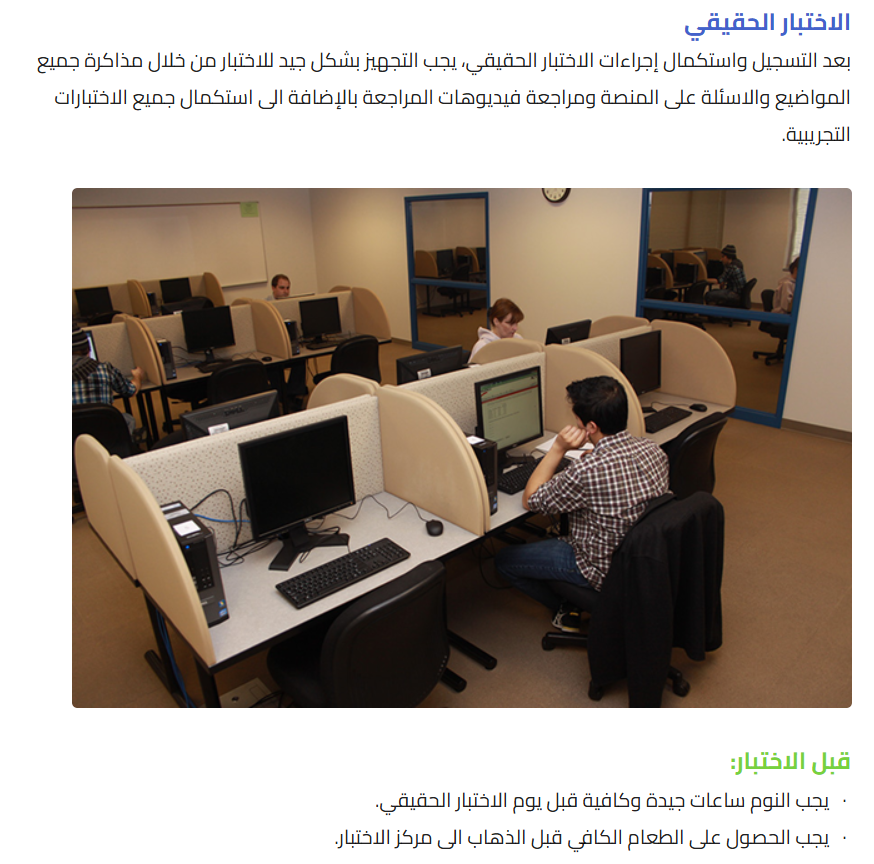 الاختبار الحقيقي
بعد التسجيل واستكمال إجراءات الاختبار الحقيقي، يجب التجهيز بشكل جيد للاختبار من خلال مذاكرة جميع
المواضيع والاسئلة على المنصة ومراجعة فيديوهات المراجعة بالإضافة الى استكمال جميع الاختبارات
التجريبية.
قبل الاختبار:
· يجب النوم ساعات جيدة وكافية قبل يوم الاختبار الحقيقي.
· يجب الحصول على الطعام الكافي قبل الذهاب الى مركز الاختبار.